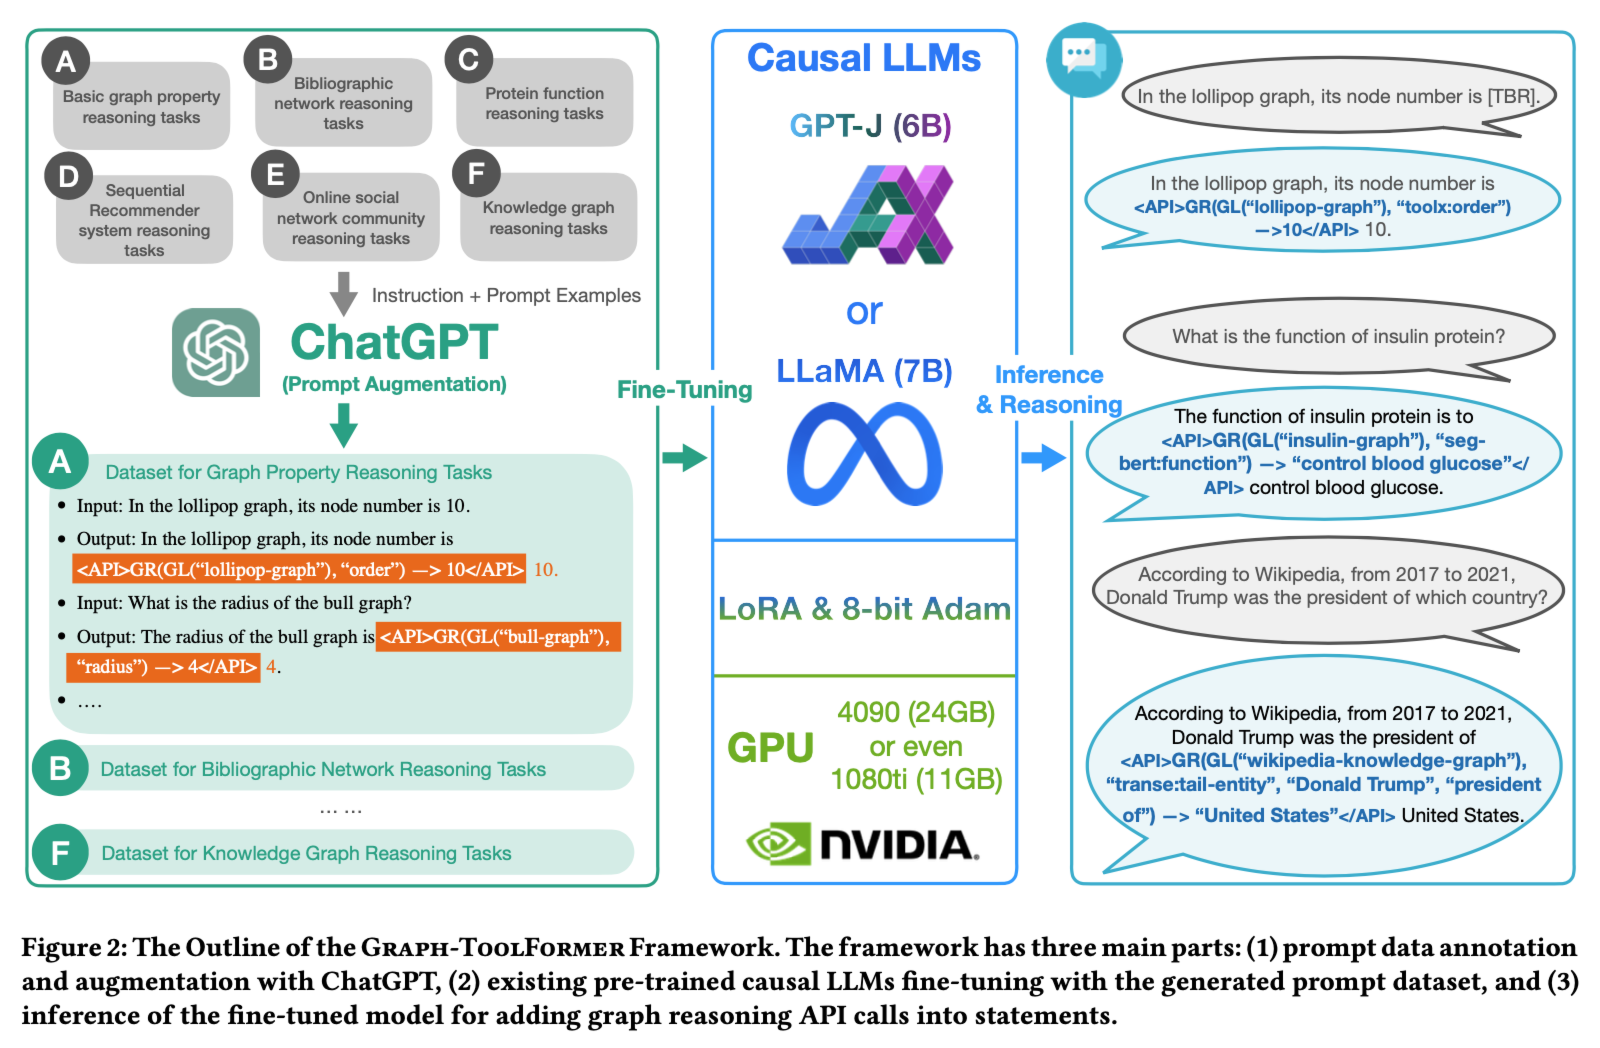 A
Basic graph property
reasoning tasks
B
Bibliographic
network reasoning
tasks
C
Protein function
reasoning tasks
D
Sequential
Recommender
system reasoning
tasks
E
Online social
network community
reasoning tasks
F
Knowledge graph
reasoning tasks
Instruction + Prompt Examples
ChatGPT
(Prompt Augmentation)
A
Dataset for Graph Property Reasoning Tasks
• Input: In the lollipop graph, its node number is 10.
• Output: In the lollipop graph, its node number is
<API>GR(GL(“lollipop-graph”), “order”) —> 10</API> 10.
• Input: What is the radius of the bull graph?
• Output: The radius of the bull graph is <API>GR(GL(“bull-graph”),
“radius”) —> 4</API> 4.
• ....
B
Dataset for Bibliographic Network Reasoning Tasks
... ...
F
Dataset for Knowledge Graph Reasoning Tasks
Fine-Tuning
Causal LLMs
GPT-J (6B)
JAX
or
LLaMA (7B)
LoRA & 8-bit Adam
GPU
4090 (24GB)
or even
1080ti (11GB)
NVIDIA.
Inference
& Reasoning
In the lollipop graph, its node number is [TBR].
In the lollipop graph, its node number is
<API>GR(GL(“lollipop-graph”), “toolx:order”)
—>10</API> 10.
What is the function of insulin protein?
The function of insulin protein is to
<API>GR(GL(“insulin-graph”), “seg-
bert:function”) —> “control blood glucose”</
API> control blood glucose.
According to Wikipedia, from 2017 to 2021,
Donald Trump was the president of which country?
According to Wikipedia, from 2017 to 2021,
Donald Trump was the president of
<API>GR(GL(“wikipedia-knowledge-graph”),
“transe:tail-entity”, “Donald Trump”, “president
of”) —> “United States”</API> United States.
Figure 2: The Outline of the Graph-ToolFormer Framework. The framework has three main parts: (1) prompt data annotation
and augmentation with ChatGPT, (2) existing pre-trained causal LLMs fine-tuning with the generated prompt dataset, and (3)
inference of the fine-tuned model for adding graph reasoning API calls into statements.